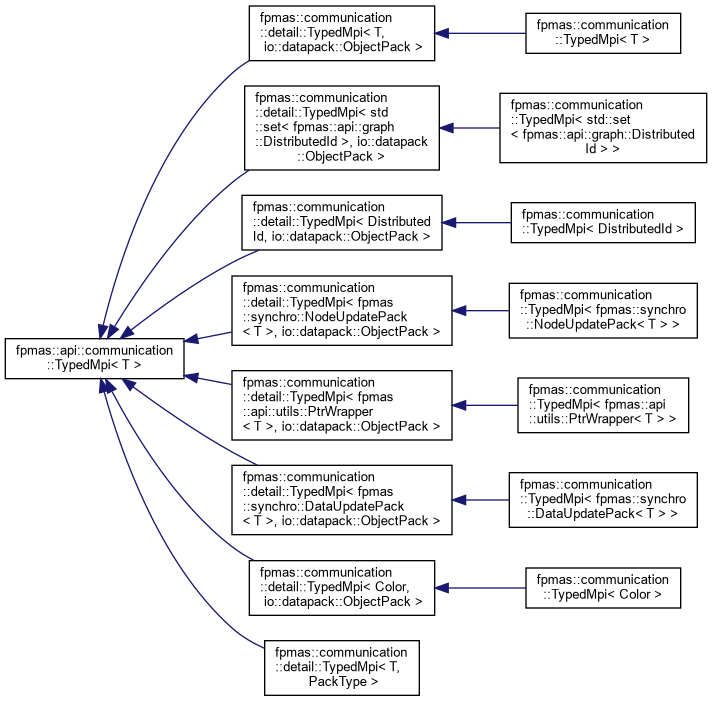 fpmas::communication
::detail::TypedMpi< T,
io::datapack::ObjectPack >
fpmas::communication
::TypedMpi< T >
fpmas::communication
::detail::TypedMpi< std
::set< fpmas::api::graph
::DistributedId >, io::datapack
::ObjectPack >
fpmas::communication
::TypedMpi< std::set
< fpmas::api::graph::Distributed
Id > >
fpmas::communication
::detail::TypedMpi< Distributed
Id, io::datapack::ObjectPack >
fpmas::communication
::TypedMpi< DistributedId >
fpmas::communication
::detail::TypedMpi< fpmas
::synchro::NodeUpdatePack
< T >, io::datapack::ObjectPack >
fpmas::communication
::TypedMpi< fpmas::synchro
::NodeUpdatePack< T > >
fpmas::api::communication
::TypedMpi< T >
fpmas::communication
::detail::TypedMpi< fpmas
::api::utils::PtrWrapper
< T >, io::datapack::ObjectPack >
fpmas::communication
::TypedMpi< fpmas::api
::utils::PtrWrapper< T > >
fpmas::communication
::detail::TypedMpi< fpmas
::synchro::DataUpdatePack
< T >, io::datapack::ObjectPack >
fpmas::communication
::TypedMpi< fpmas::synchro
::DataUpdatePack< T > >
fpmas::communication
::detail::TypedMpi< Color,
io::datapack::ObjectPack >
fpmas::communication
::TypedMpi< Color >
fpmas::communication
::detail::TypedMpi< T,
PackType >